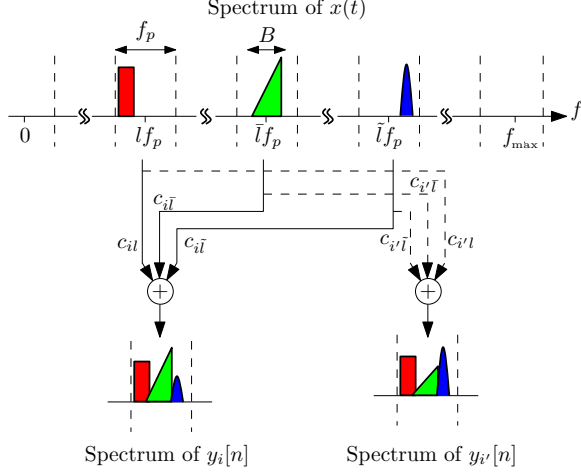 Spectrum of x(t)
f_p
B
f
0
lf_p
l̄f_p
l̃f_p
f_max
c_{il̄}
c_{i'l̄}
c_{il}
c_{il̃}
c_{i'l̃}
c_{i'l}
+
+
Spectrum of y_i[n]
Spectrum of y_{i'}[n]